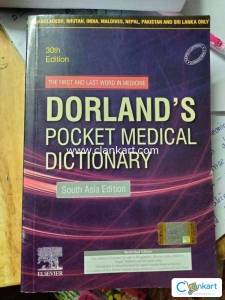 BANGLADESH, BHUTAN, INDIA, MALDIVES, NEPAL, PAKISTAN AND SRI LANKA ONLY
30th
Edition
THE FIRST AND LAST WORD IN MEDICINE
DORLAND'S
POCKET MEDICAL
www.clankart.com
DICTIONARY
South Asia Edition
ELSEVIER
Clankart